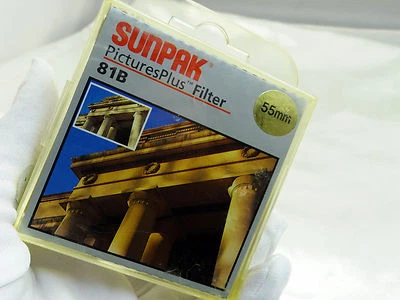 SUNPAK
PicturesPlus™ Filter
81B
55mm